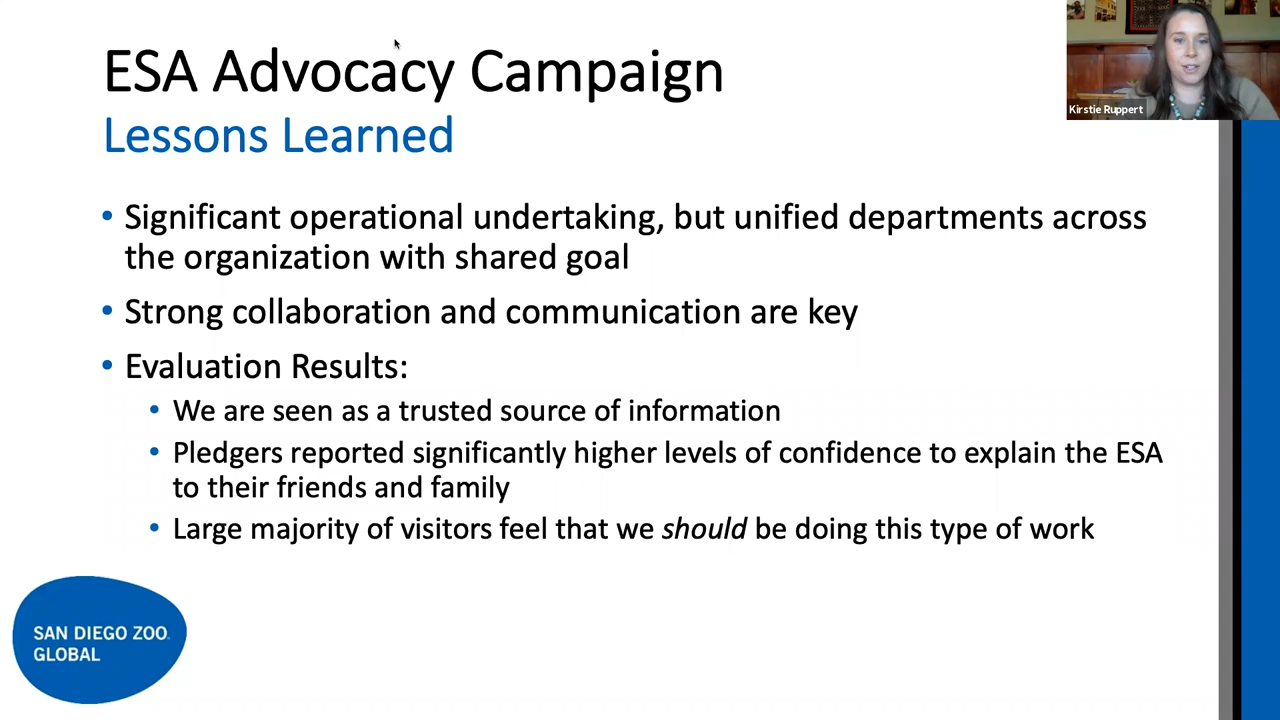 ESA Advocacy Campaign
Lessons Learned
Kirstie Ruppert
• Significant operational undertaking, but unified departments across
the organization with shared goal
• Strong collaboration and communication are key
• Evaluation Results:
• We are seen as a trusted source of information
• Pledgers reported significantly higher levels of confidence to explain the ESA
to their friends and family
• Large majority of visitors feel that we should be doing this type of work
SAN DIEGO ZOO.
GLOBAL